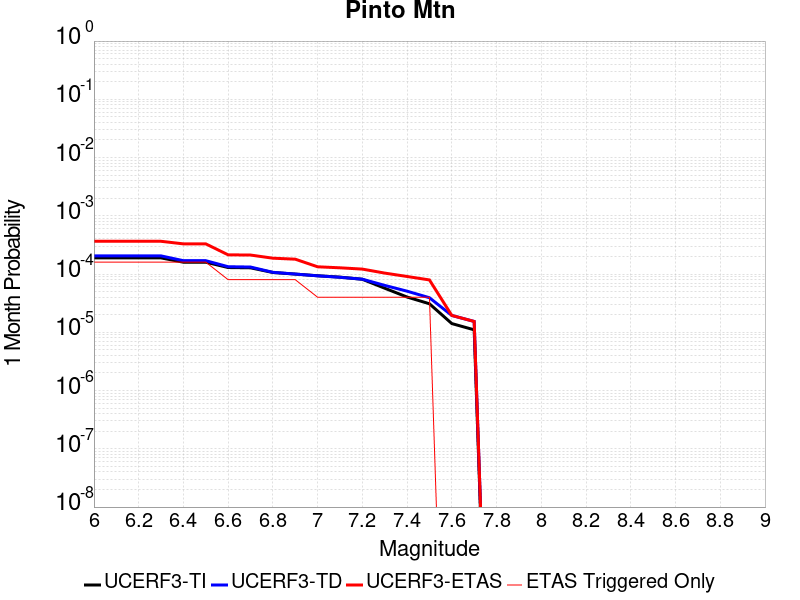 Pinto Mtn
10^0
10^-1
10^-2
10^-3
10^-4
10^-5
10^-6
10^-7
10^-8
1 Month Probability
6 6.2 6.4 6.6 6.8 7 7.2 7.4 7.6 7.8 8 8.2 8.4 8.6 8.8 9
Magnitude
UCERF3-TI UCERF3-TD UCERF3-ETAS ETAS Triggered Only